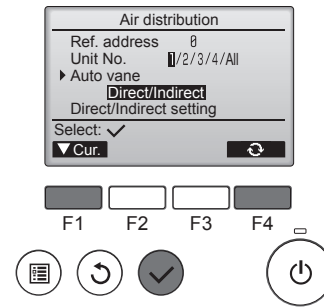 Air distribution
Ref. address 0
Unit No. 1/2/3/4/All
Auto vane
Direct/Indirect
Direct/Indirect setting
Select:
Cur.
F1 F2 F3 F4